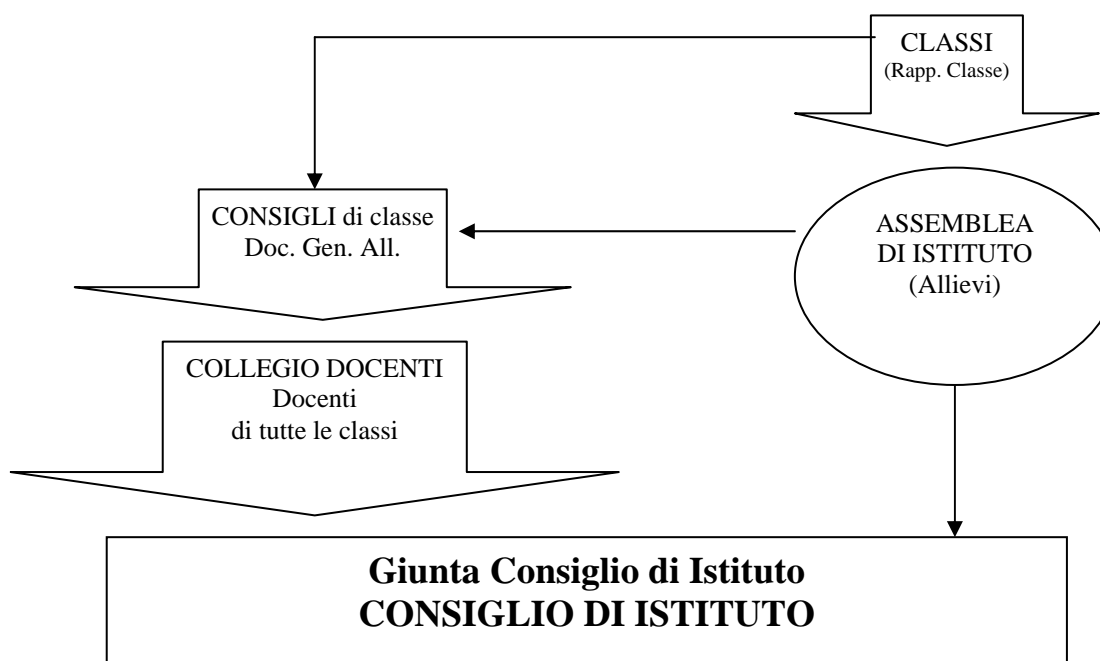 CLASSI
(Rapp. Classe)
CONSIGLI di classe
Doc. Gen. All.
ASSEMBLEA
DI ISTITUTO
(Allievi)
COLLEGIO DOCENTI
Docenti
di tutte le classi
Giunta Consiglio di Istituto
CONSIGLIO DI ISTITUTO